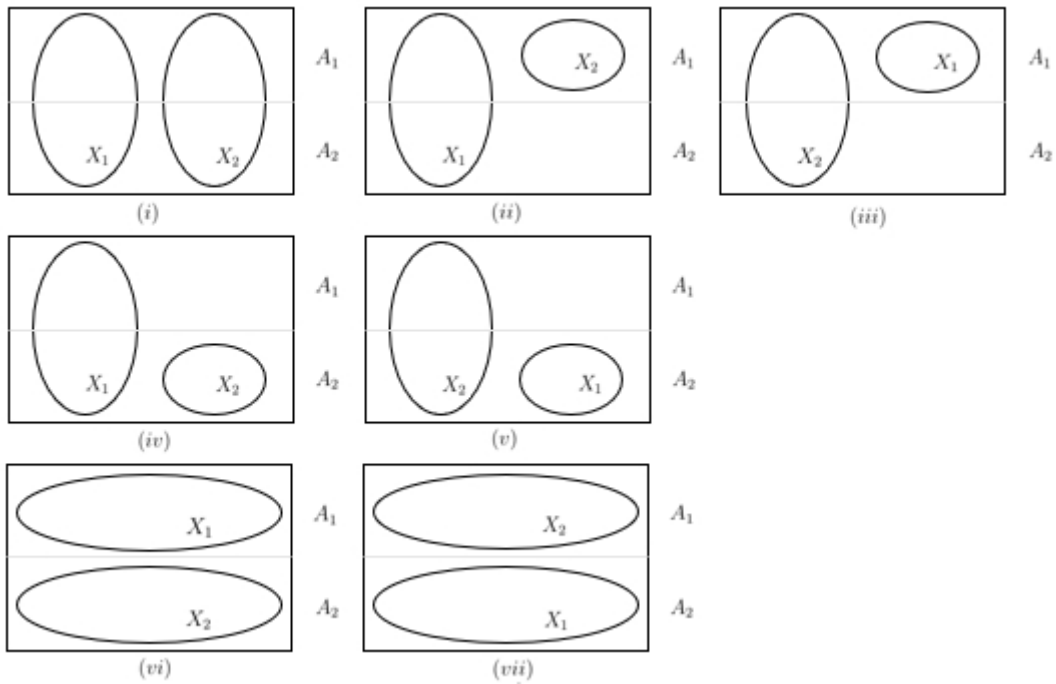 A₁ A₁ A₁
X₂ X₁
X₁ X₂ A₂ X₁ A₂ X₂ A₂
(i) (ii) (iii)
A₁ A₁
X₁ X₂ A₂ X₂ X₁ A₂
(iv) (v)
X₁ A₁ X₂ A₁
X₂ A₂ X₁ A₂
(vi) (vii)